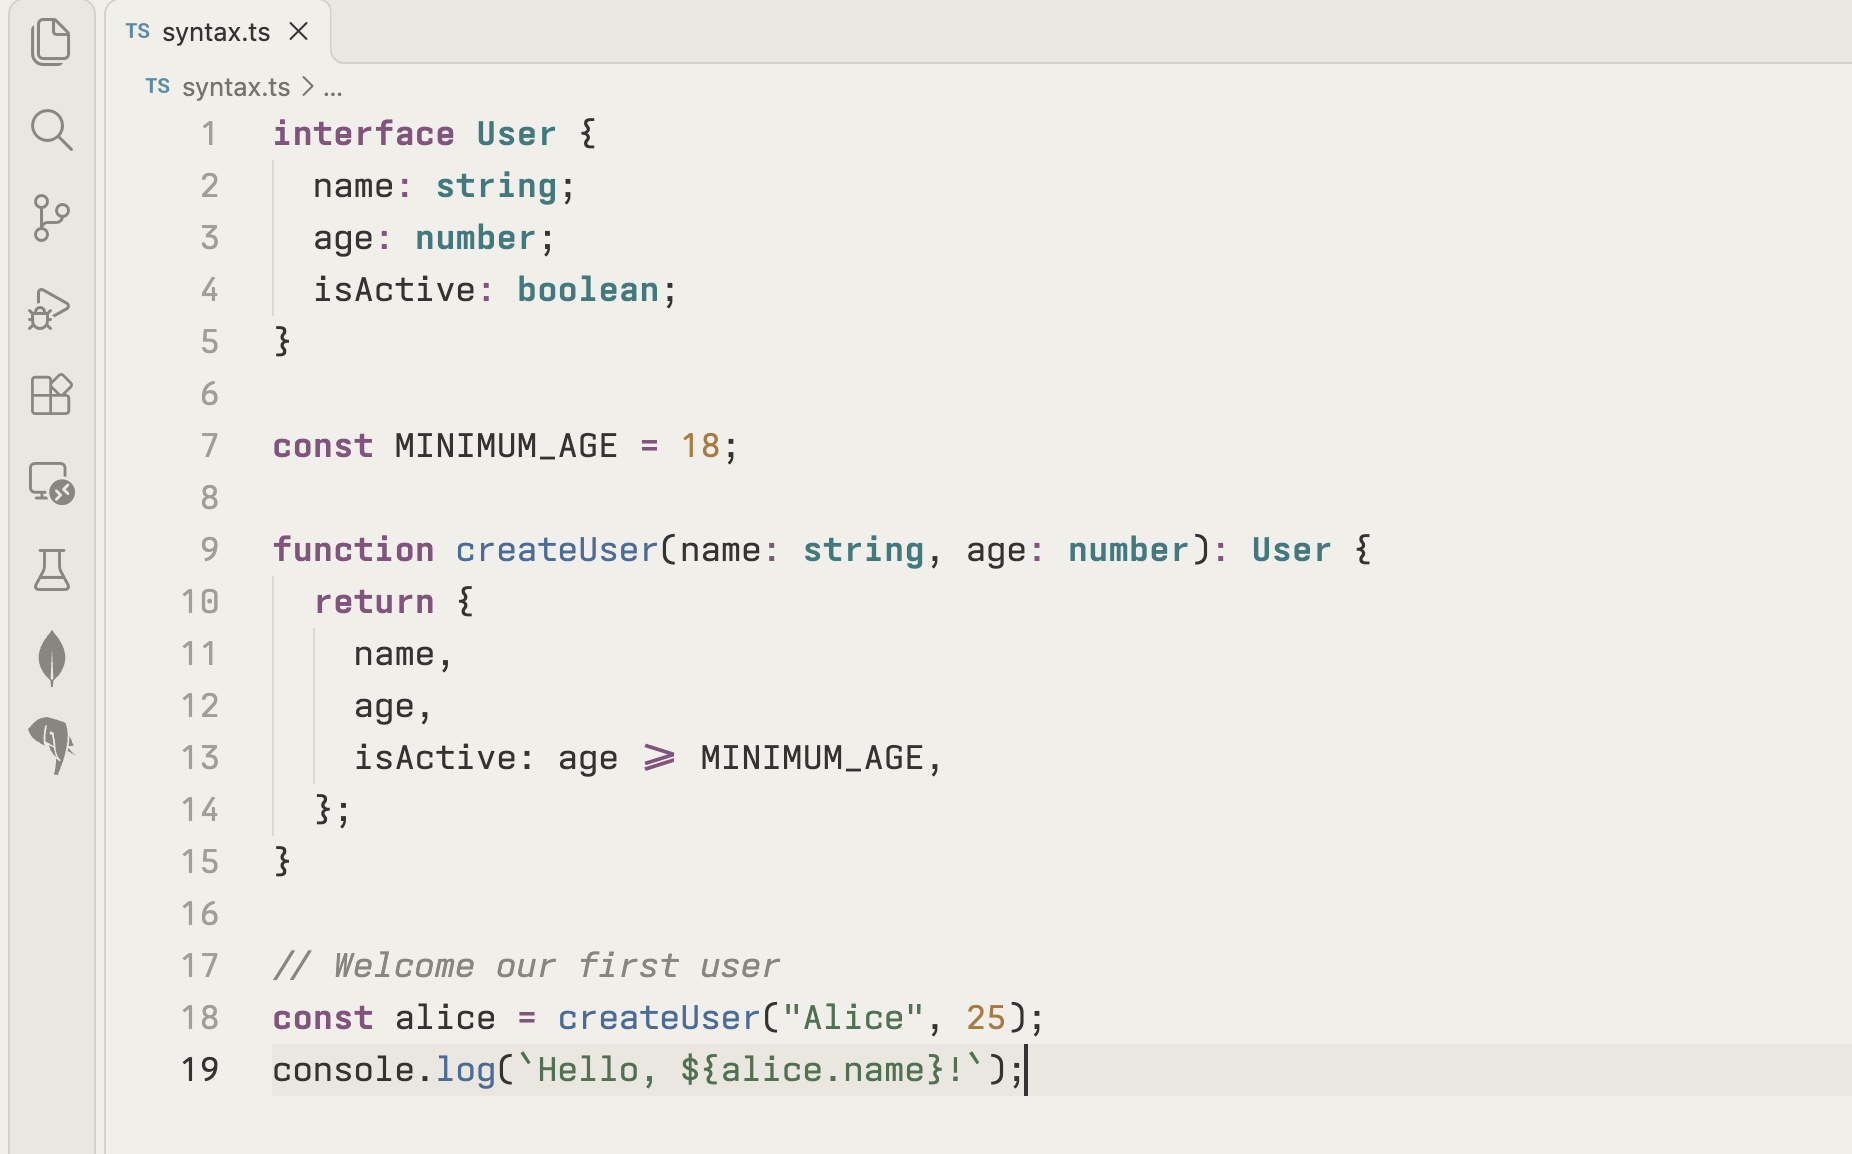 TS syntax.ts
TS syntax.ts > ...
1 interface User {
2   name: string;
3   age: number;
4   isActive: boolean;
5 }
6
7 const MINIMUM_AGE = 18;
8
9 function createUser(name: string, age: number): User {
10   return {
11     name,
12     age,
13     isActive: age >= MINIMUM_AGE,
14   };
15 }
16
17 // Welcome our first user
18 const alice = createUser("Alice", 25);
19 console.log(`Hello, ${alice.name}!`);